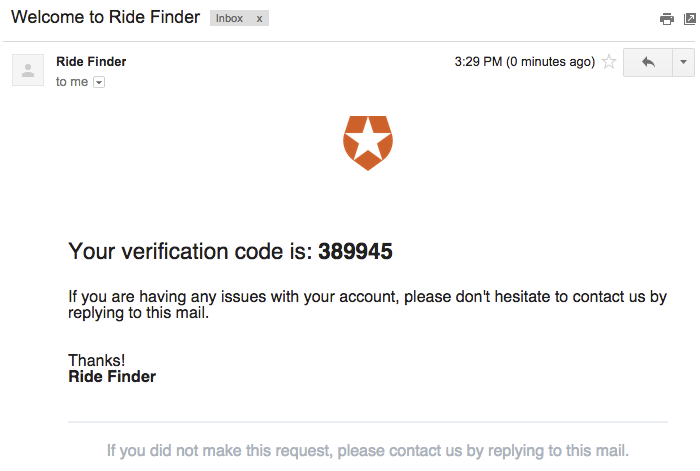 Welcome to Ride Finder Inbox x
Ride Finder 3:29 PM (0 minutes ago)
to me
Your verification code is: 389945
If you are having any issues with your account, please don't hesitate to contact us by
replying to this mail.
Thanks!
Ride Finder
If you did not make this request, please contact us by replying to this mail.